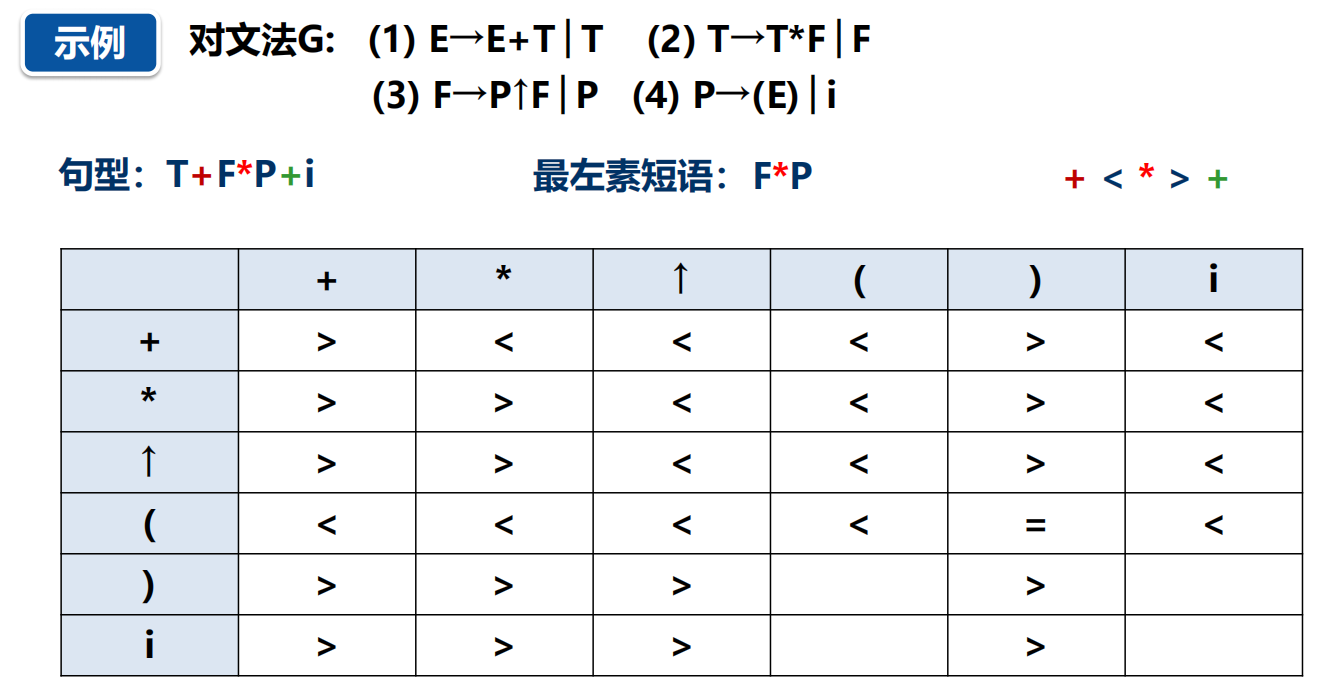 示例 对文法G: (1) E→E+T|T (2) T→T*F|F
(3) F→P↑F|P (4) P→(E)|i
句型：T+F*P+i 最左素短语：F*P + < * > +
+ * ↑ ( ) i
+ > < < < > <
* > > < < > <
↑ > > < < > <
( < < < < = <
) > > > >
i > > > >